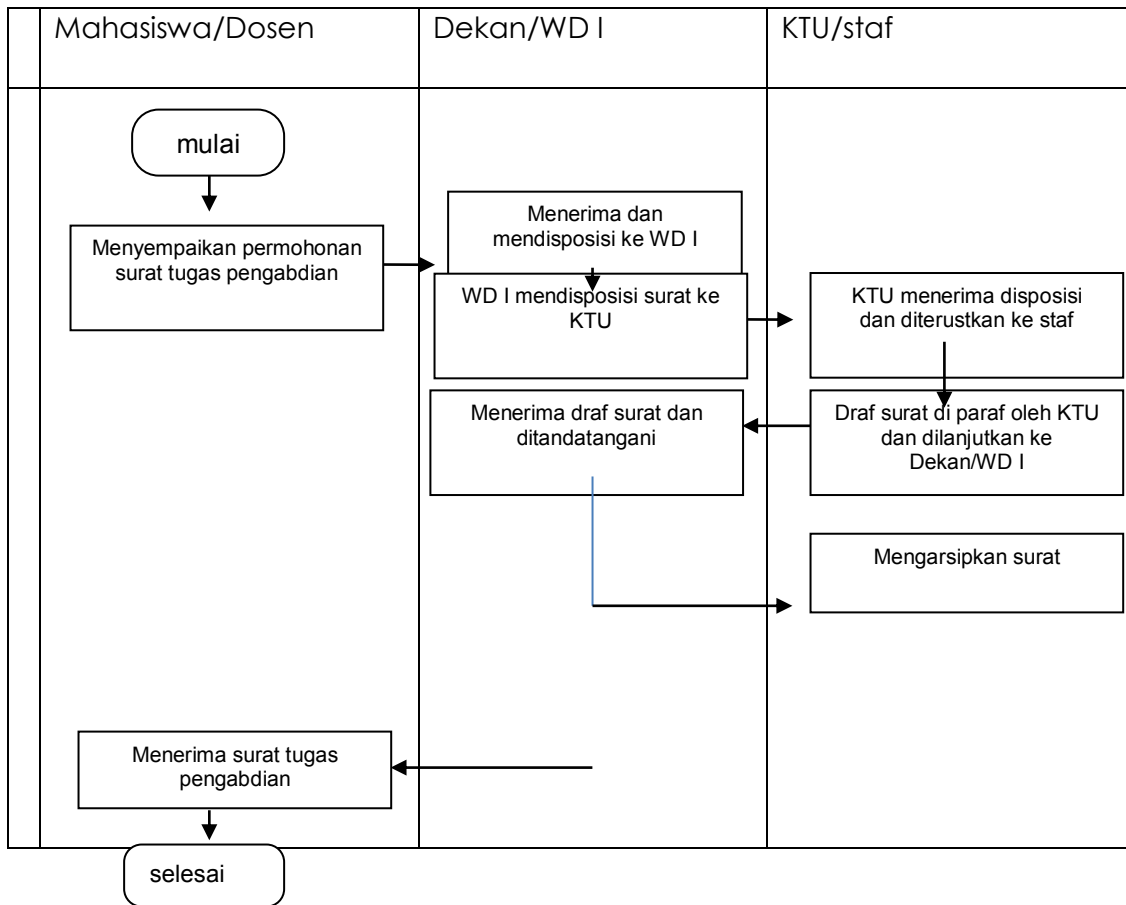 Mahasiswa/Dosen
Dekan/WD I
KTU/staf
mulai
Menyempaikan permohonan
surat tugas pengabdian
Menerima dan
mendisposisi ke WD I
WD I mendisposisi surat ke
KTU
KTU menerima disposisi
dan diterustkan ke staf
Draf surat di paraf oleh KTU
dan dilanjutkan ke
Dekan/WD I
Menerima draf surat dan
ditandatangani
Mengarsipkan surat
Menerima surat tugas
pengabdian
selesai